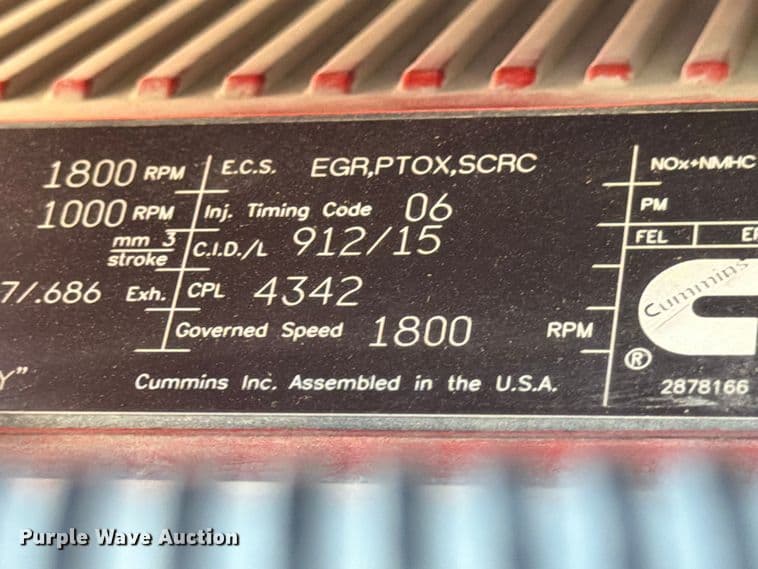 1800 RPM E.C.S. EGR,PTOX,SCRC NOx+NMHC
1000 RPM Inj. Timing Code 06 PM
mm 3
stroke C.I.D./L 912/15 FEL
7/.686 Exh. CPL 4342 Cummins
Governed Speed 1800 RPM
Y" ®
Cummins Inc. Assembled in the U.S.A. 2878166
Purple Wave Auction